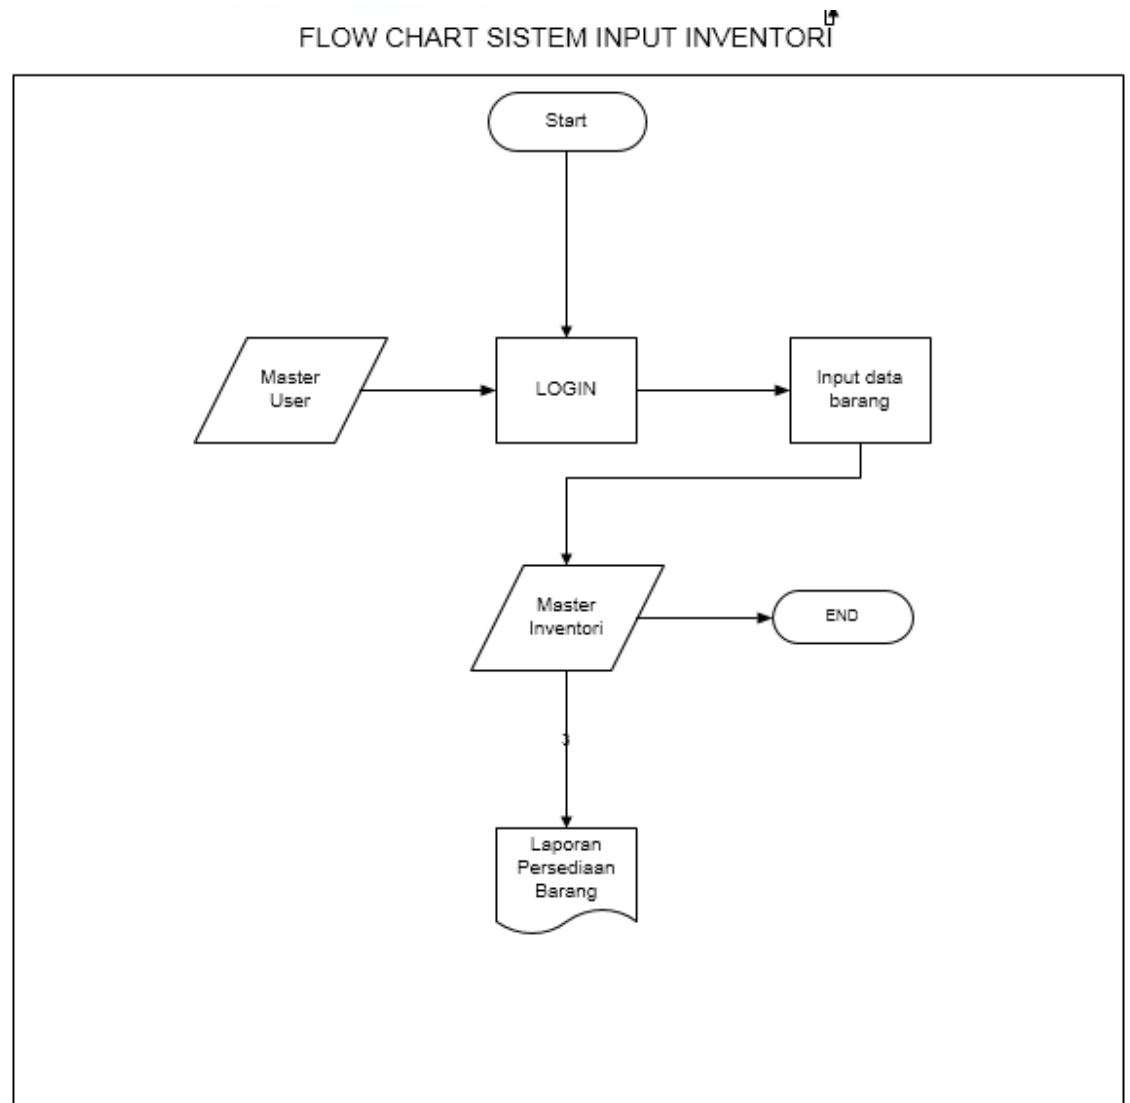 FLOW CHART SISTEM INPUT INVENTORI
Start
Master
User
LOGIN
Input data
barang
Master
Inventori
END
3
Laporan
Persediaan
Barang